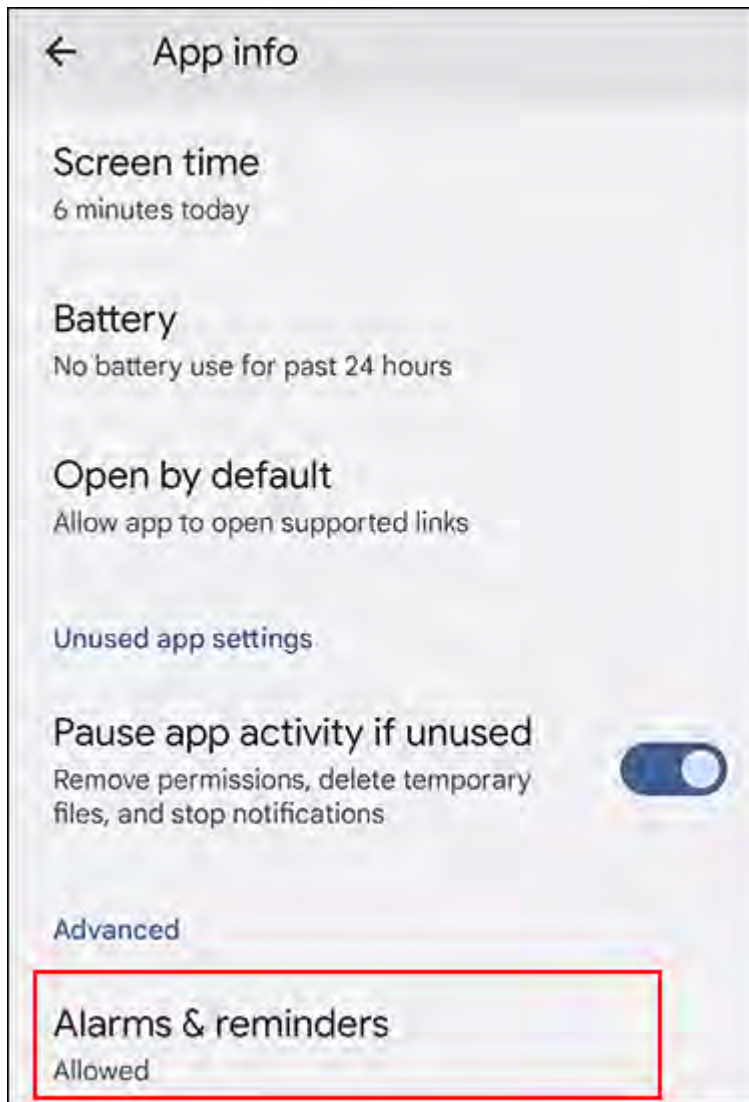 App info
Screen time
6 minutes today
Battery
No battery use for past 24 hours
Open by default
Allow app to open supported links
Unused app settings
Pause app activity if unused
Remove permissions, delete temporary
files, and stop notifications
Advanced
Alarms & reminders
Allowed